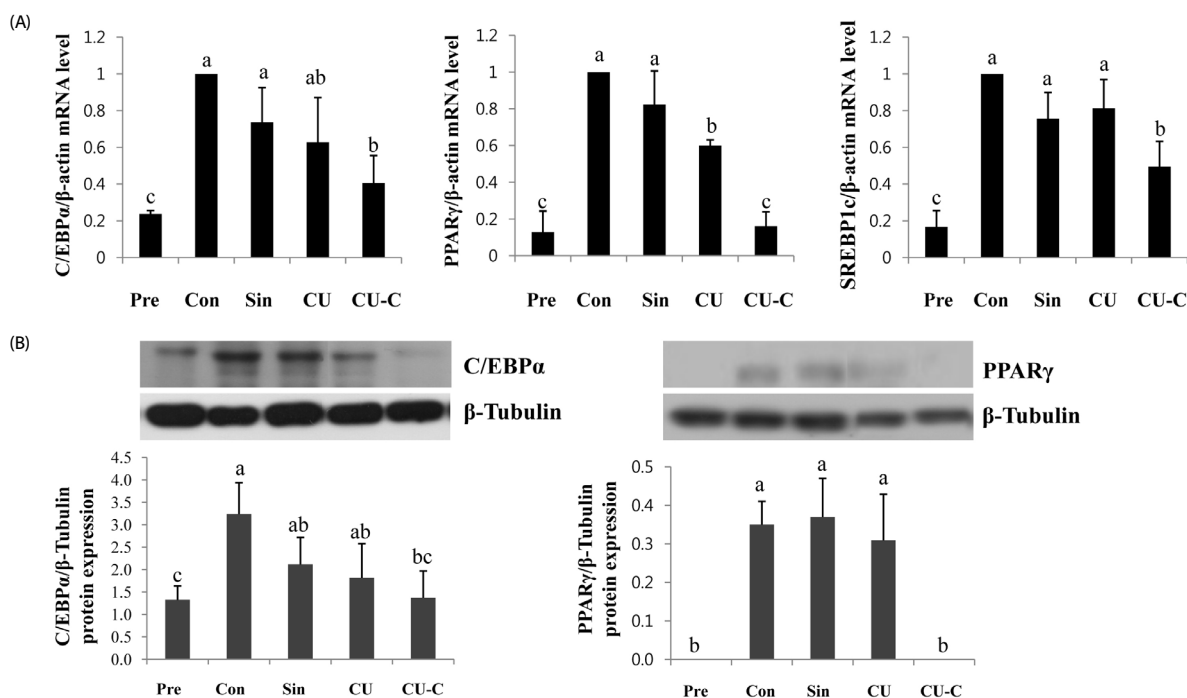 (A)
C/EBPα/β-actin mRNA level
1.2
1
0.8
0.6
0.4
0.2
0
c
a
a
ab
b
Pre Con Sin CU CU-C
PPARγ/β-actin mRNA level
1.2
1
0.8
0.6
0.4
0.2
0
c
a
a
b
c
Pre Con Sin CU CU-C
SREBP1c/β-actin mRNA level
1.2
1
0.8
0.6
0.4
0.2
0
c
a
a
a
b
Pre Con Sin CU CU-C
(B)
C/EBPα
β-Tubulin
C/EBPα/β-Tubulin
protein expression
4.5
4.0
3.5
3.0
2.5
2.0
1.5
1.0
0.5
0.0
c
a
ab
ab
bc
Pre Con Sin CU CU-C
PPARγ
β-Tubulin
PPARγ/β-Tubulin
protein expression
0.5
0.4
0.3
0.2
0.1
0.0
b
a
a
a
b
Pre Con Sin CU CU-C